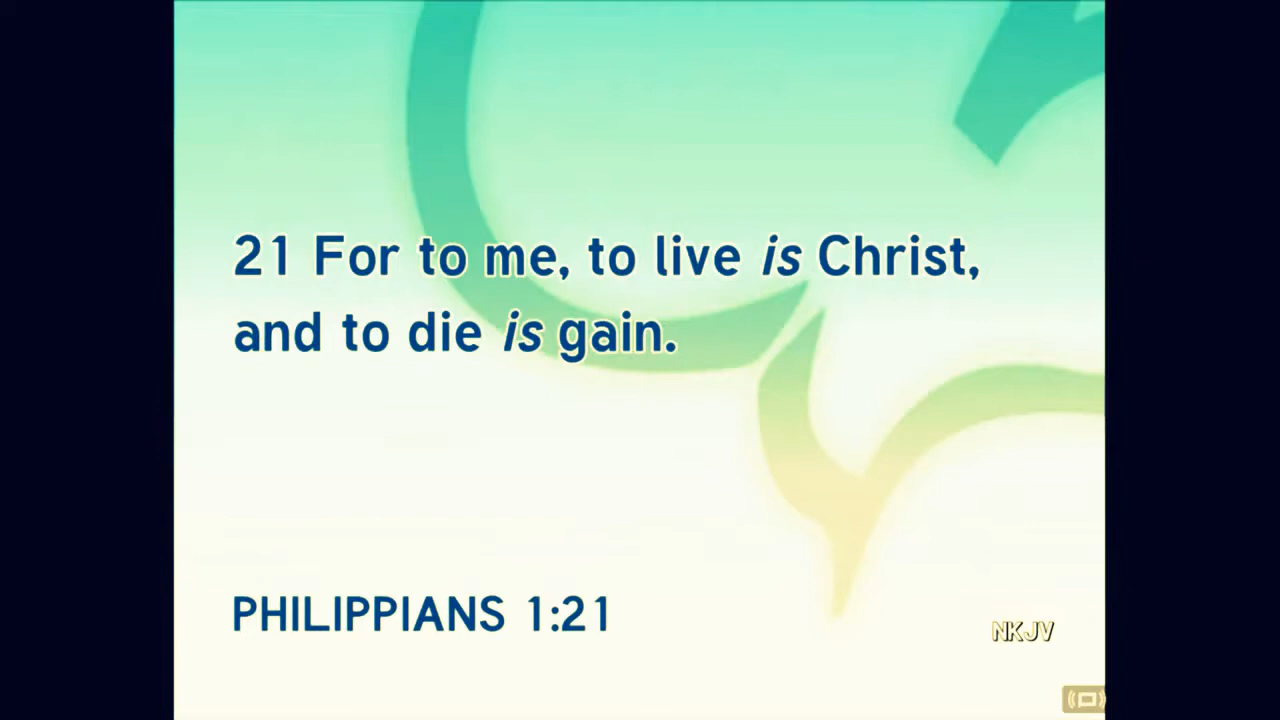 21 For to me, to live is Christ,
and to die is gain.
PHILIPPIANS 1:21
NKJV